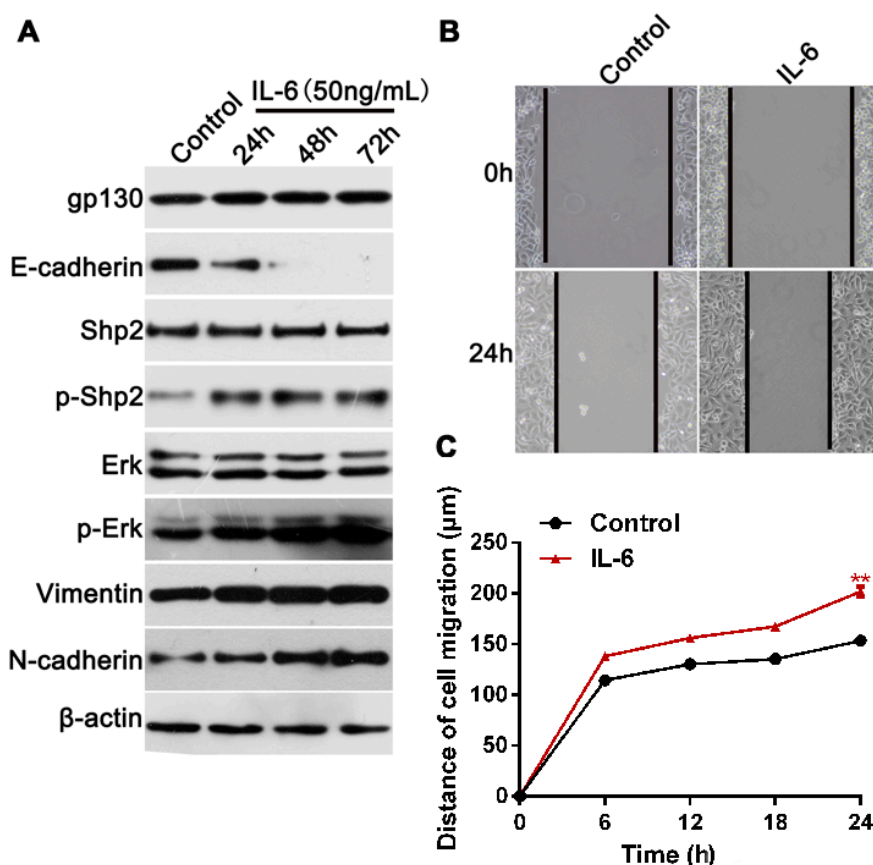 A
IL-6 (50ng/mL)
Control 24h 48h 72h
gp130
E-cadherin
Shp2
p-Shp2
Erk
p-Erk
Vimentin
N-cadherin
β-actin
B
Control IL-6
0h
24h
C
Control
IL-6
Distance of cell migration (μm)
250
200
150
100
50
0
**
0 6 12 18 24
Time (h)